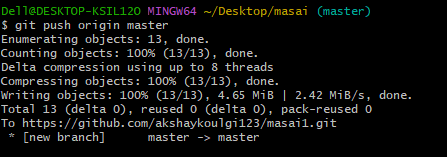 Dell@DESKTOP-KSIL12O MINGW64 ~/Desktop/masai (master)
$ git push origin master
Enumerating objects: 13, done.
Counting objects: 100% (13/13), done.
Delta compression using up to 8 threads
Compressing objects: 100% (13/13), done.
Writing objects: 100% (13/13), 4.65 MiB | 2.42 MiB/s, done.
Total 13 (delta 0), reused 0 (delta 0), pack-reused 0
To https://github.com/akshaykoulgi123/masai1.git
 * [new branch]      master -> master